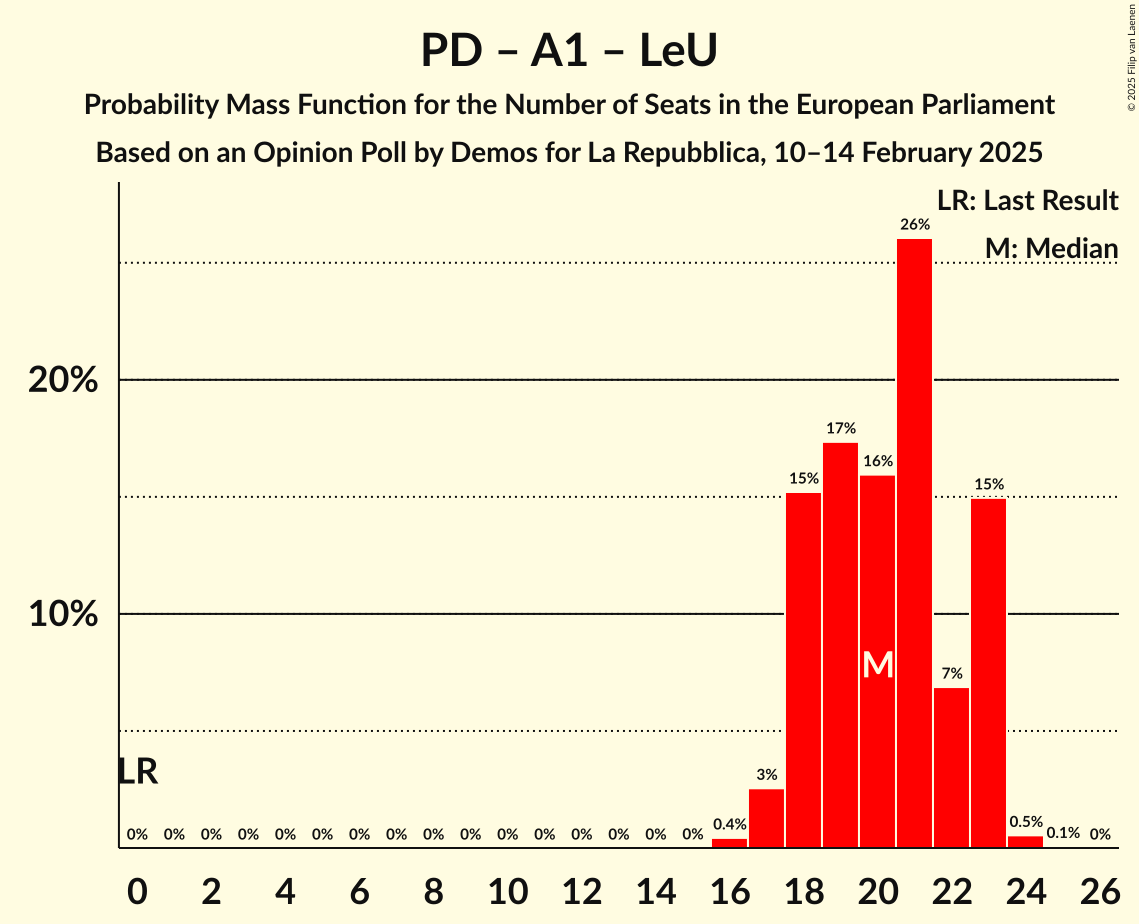 PD – A1 – LeU
Probability Mass Function for the Number of Seats in the European Parliament
Based on an Opinion Poll by Demos for La Repubblica, 10–14 February 2025
© 2025 Filip van Laenen
LR: Last Result
M: Median
20%
10%
26%
17%
16%
15%
15%
7%
3%
M
LR
0% 0% 0% 0% 0% 0% 0% 0% 0% 0% 0% 0% 0% 0% 0% 0% 0.4% 0.5% 0.1% 0%
0 2 4 6 8 10 12 14 16 18 20 22 24 26